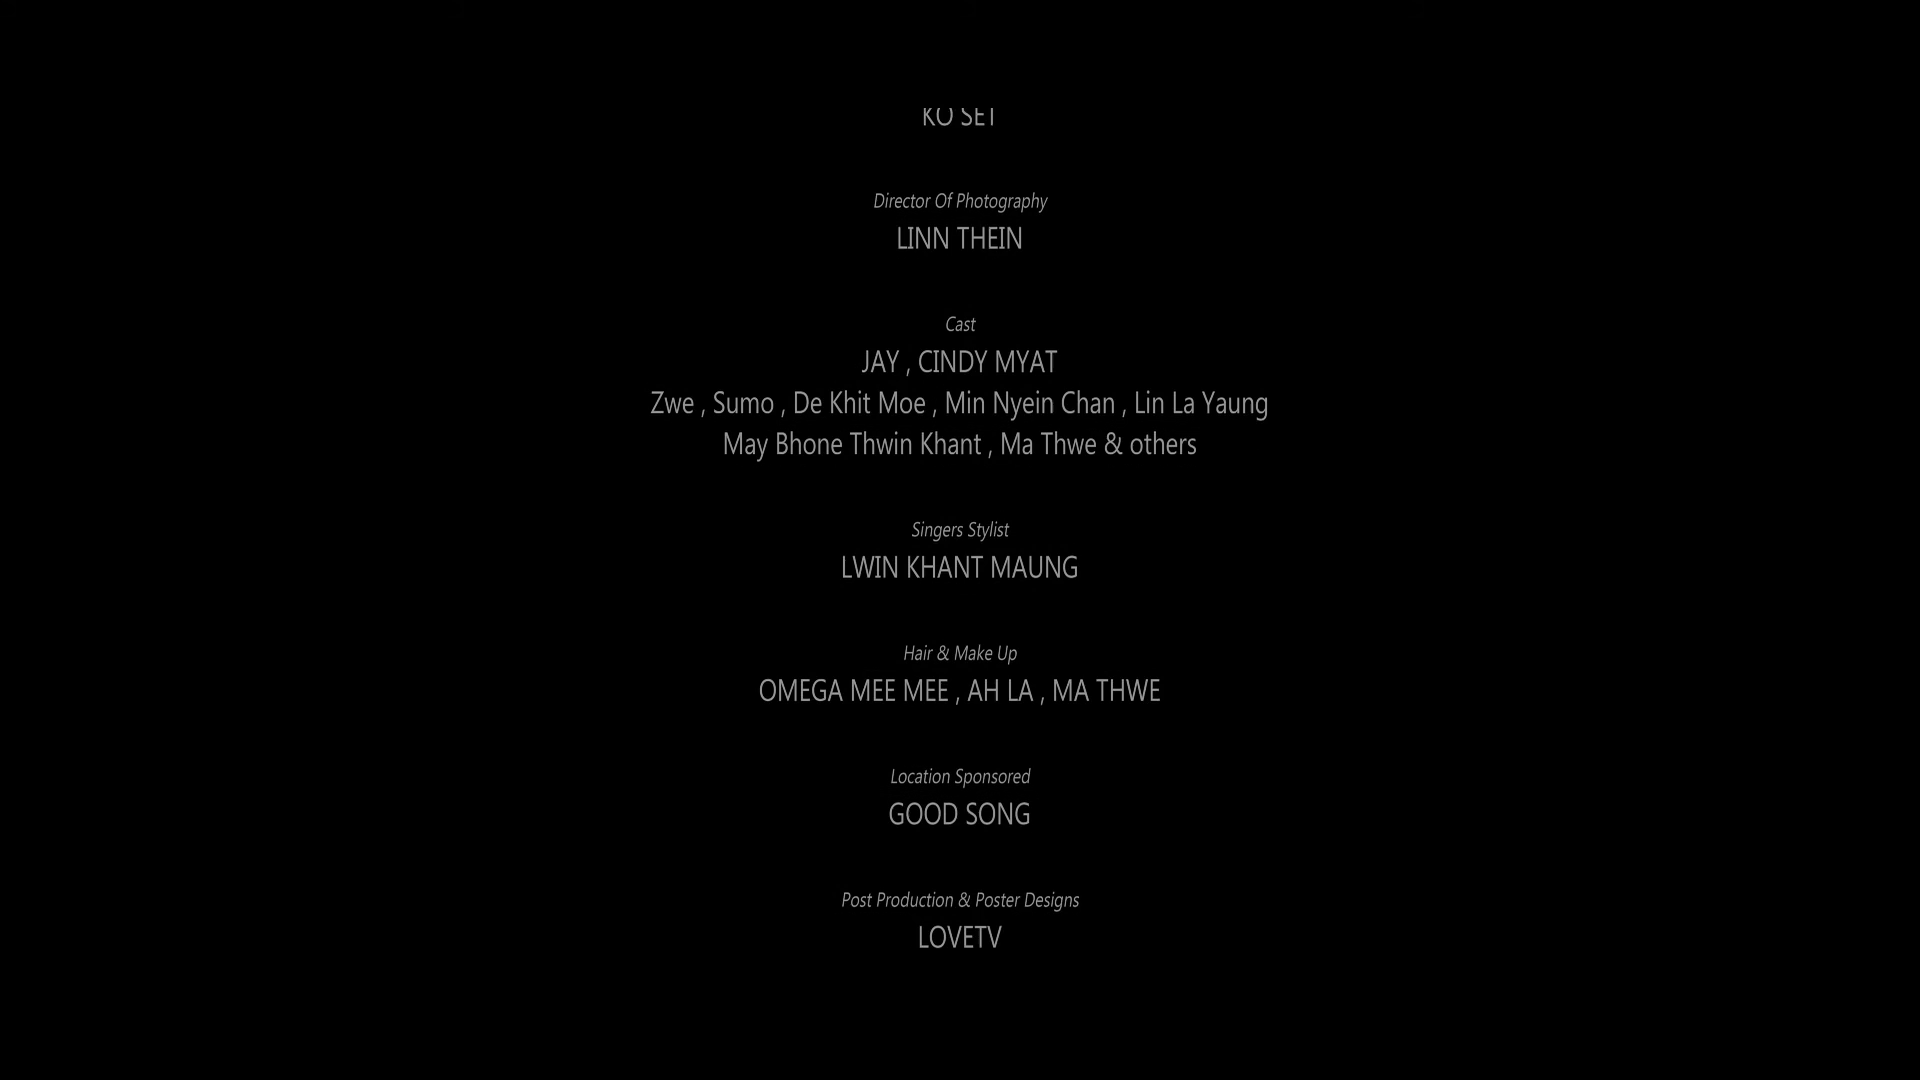 KO SET
Director Of Photography
LINN THEIN
Cast
JAY , CINDY MYAT
Zwe , Sumo , De Khit Moe , Min Nyein Chan , Lin La Yaung
May Bhone Thwin Khant , Ma Thwe & others
Singers Stylist
LWIN KHANT MAUNG
Hair & Make Up
OMEGA MEE MEE , AH LA , MA THWE
Location Sponsored
GOOD SONG
Post Production & Poster Designs
LOVETV